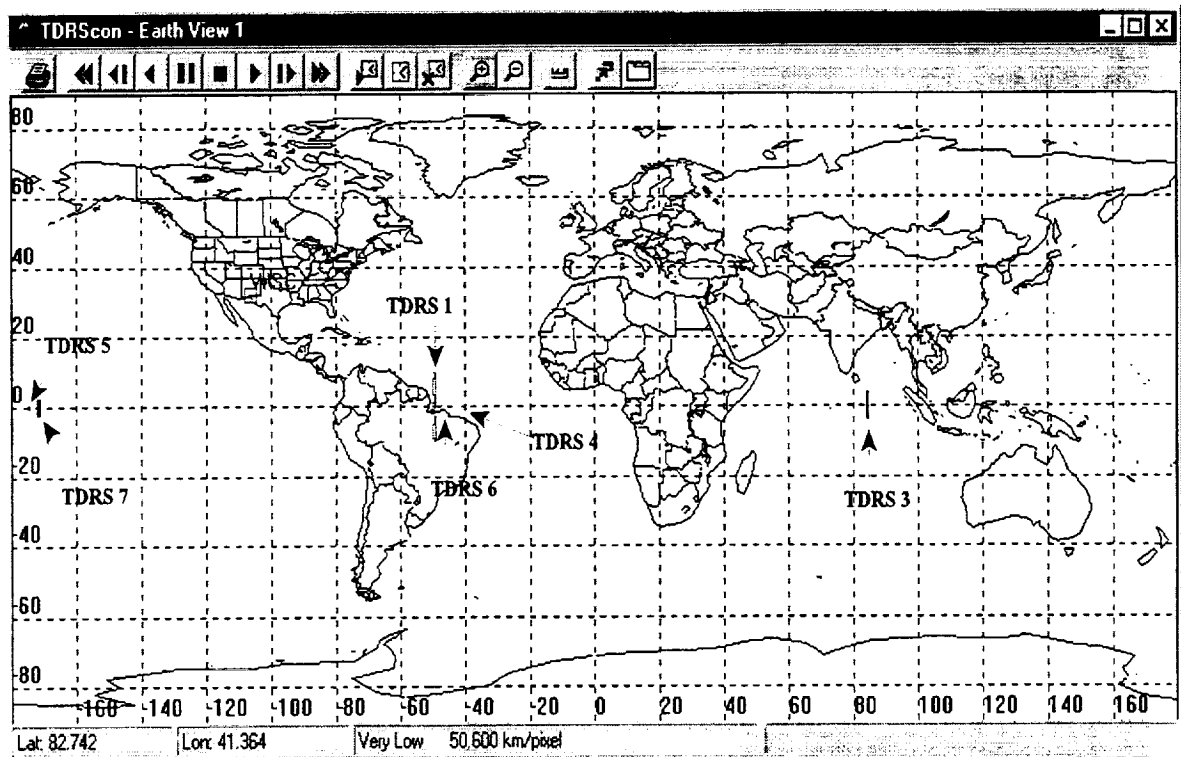 TDRScon - Earth View 1
80
60
40
TDRS 1
20
TDRS 5
0
TDRS 4
-20
TDRS 7
TDRS 6
TDRS 3
-40
-60
-80
-160 -140 -120 -100 -80 -60 -40 -20 0 20 40 60 80 100 120 140 160
Lat: 82.742 Lon: 41.364 Very Low 50.600 km/pixel